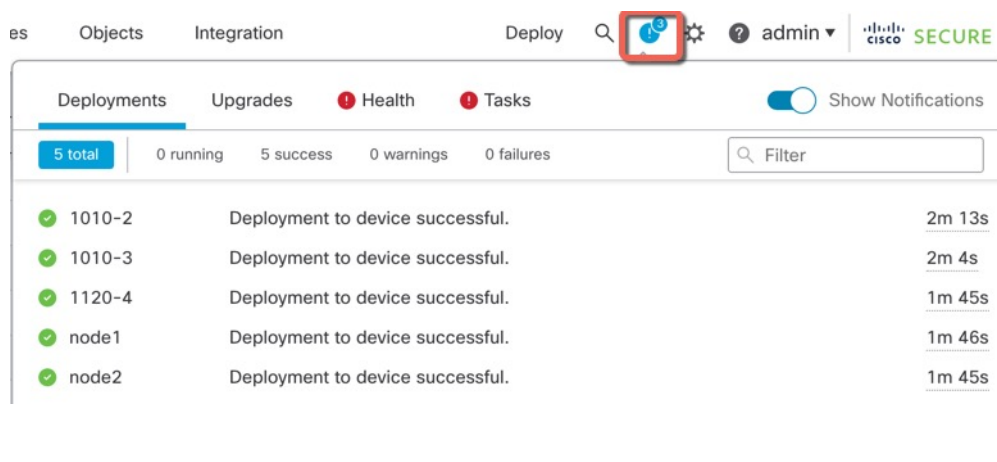 es Objects Integration Deploy 3 admin cisco SECURE
Deployments Upgrades Health Tasks Show Notifications
5 total 0 running 5 success 0 warnings 0 failures Filter
1010-2 Deployment to device successful. 2m 13s
1010-3 Deployment to device successful. 2m 4s
1120-4 Deployment to device successful. 1m 45s
node1 Deployment to device successful. 1m 46s
node2 Deployment to device successful. 1m 45s